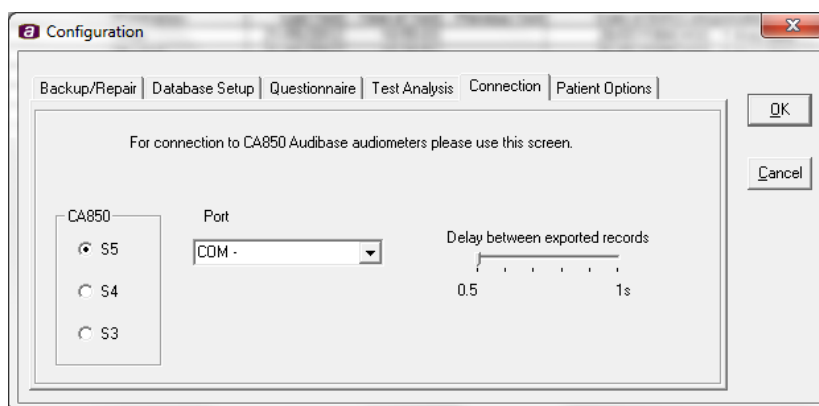 Configuration
Backup/Repair Database Setup Questionnaire Test Analysis Connection Patient Options
OK
For connection to CA850 Audibase audiometers please use this screen.
Cancel
CA850
Port
S5
COM -
Delay between exported records
S4
0.5 1s
S3